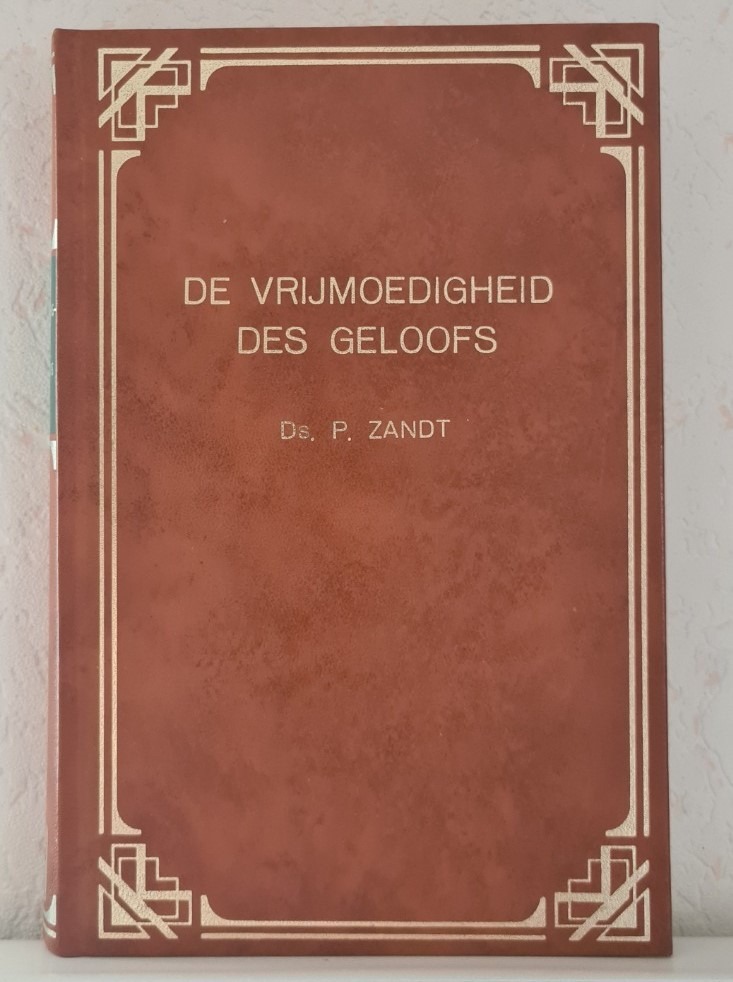 DE VRIJMOEDIGHEID
DES GELOOFS
Ds. P. ZANDT